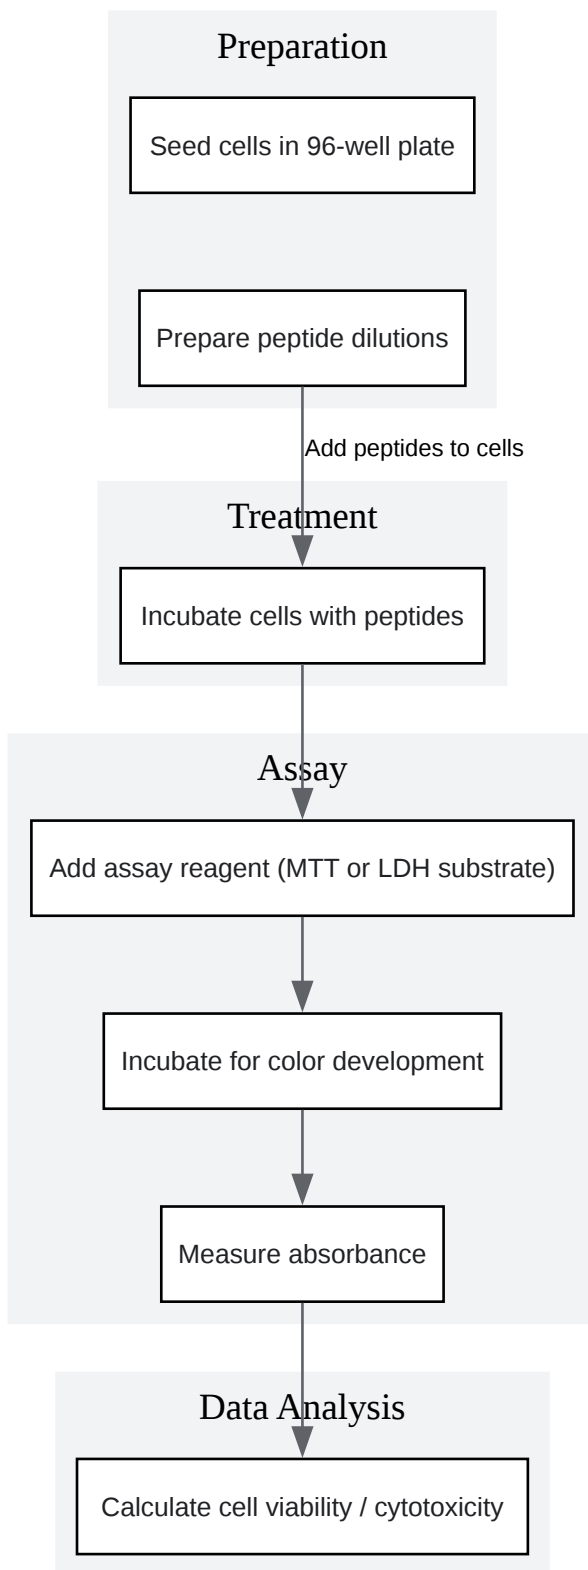 Preparation
Seed cells in 96-well plate
Prepare peptide dilutions
Add peptides to cells
Treatment
Incubate cells with peptides
Assay
Add assay reagent (MTT or LDH substrate)
Incubate for color development
Measure absorbance
Data Analysis
Calculate cell viability / cytotoxicity